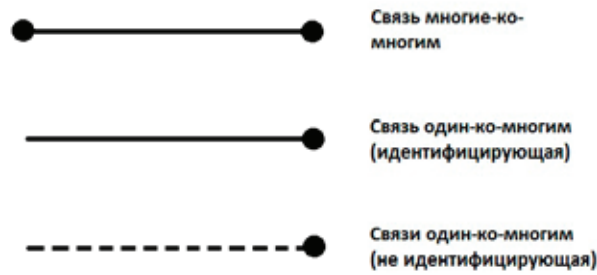 Связь многие-ко-
многим
Связь один-ко-многим
(идентифицирующая)
Связи один-ко-многим
(не идентифицирующая)